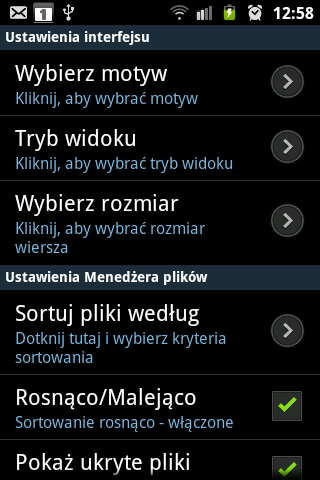 1 12:58
Ustawienia interfejsu
Wybierz motyw
Kliknij, aby wybrać motyw
Tryb widoku
Kliknij, aby wybrać tryb widoku
Wybierz rozmiar
Kliknij, aby wybrać rozmiar
wiersza
Ustawienia Menedżera plików
Sortuj pliki według
Dotknij tutaj i wybierz kryteria
sortowania
Rosnąco/Malejąco
Sortowanie rosnąco - włączone
Pokaż ukryte pliki